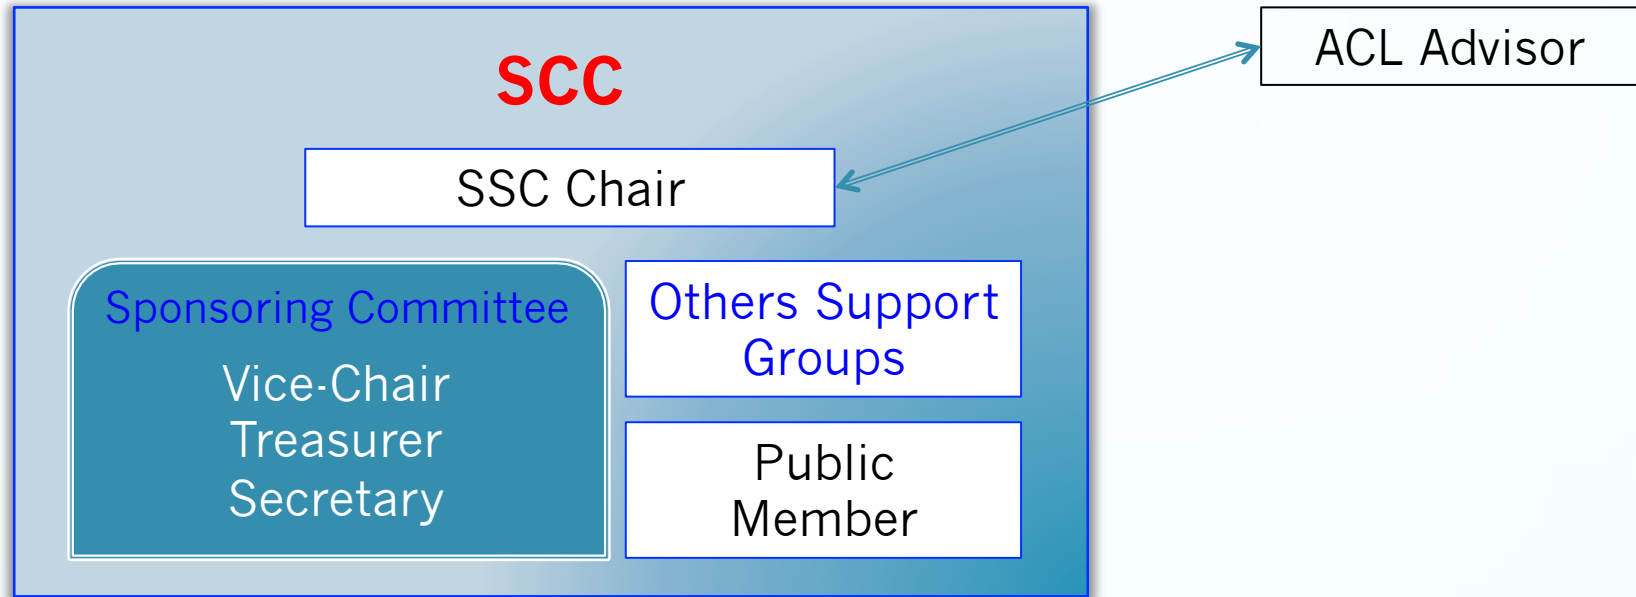 SCC
ACL Advisor
SSC Chair
Sponsoring Committee
Vice-Chair
Treasurer
Secretary
Others Support
Groups
Public
Member